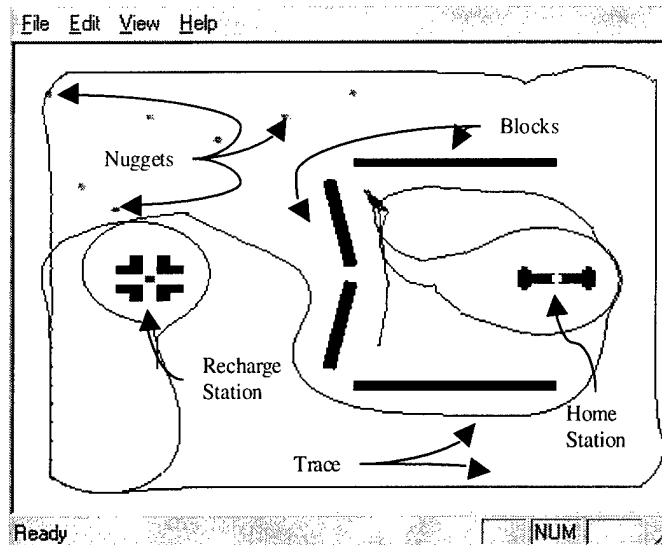 File Edit View Help
Blocks
Nuggets
Recharge
Station
Home
Station
Trace
Ready NUM